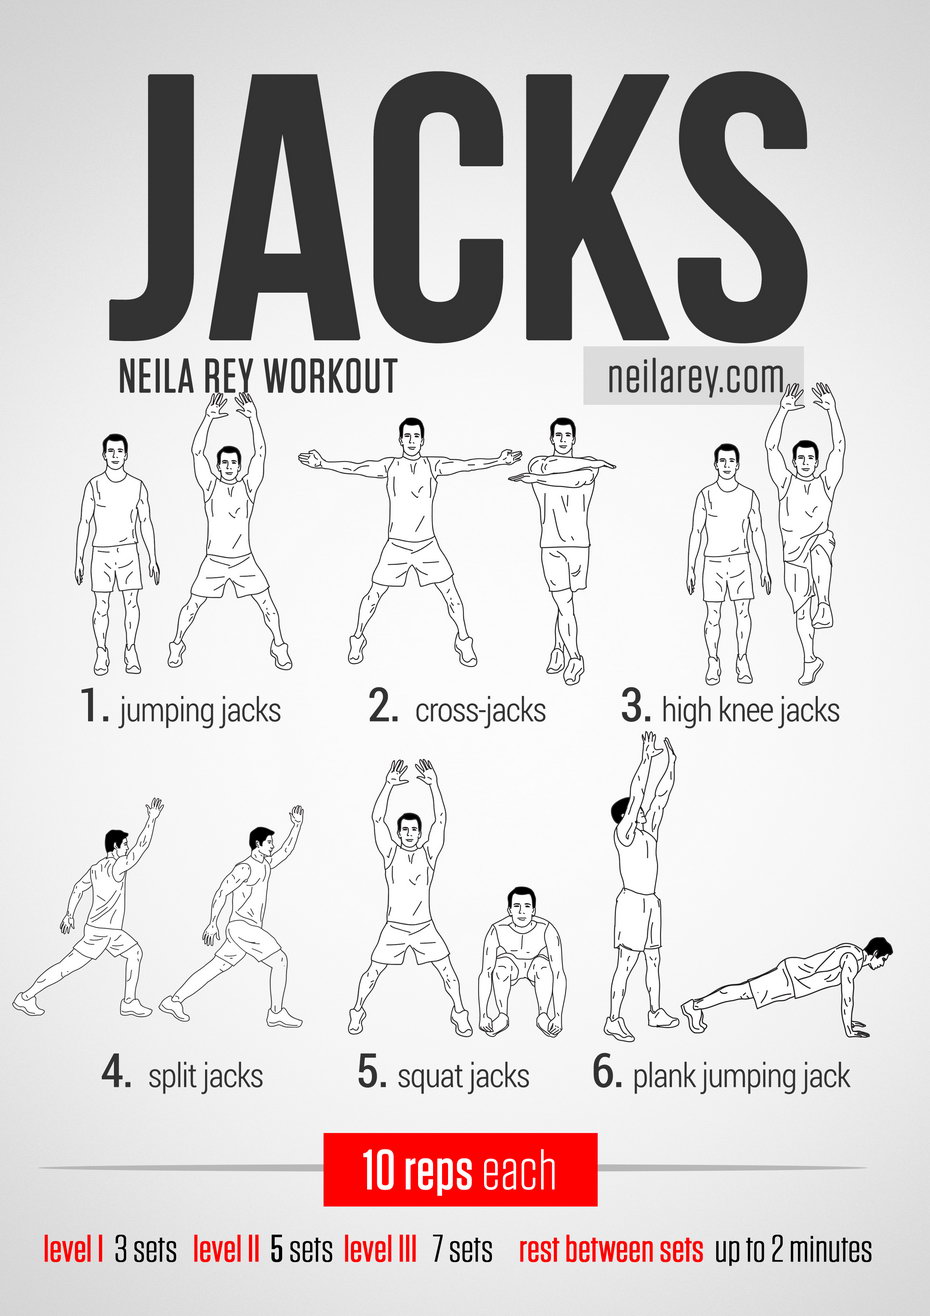 JACKS
NEILA REY WORKOUT neilarey.com
1. jumping jacks 2. cross-jacks 3. high knee jacks
4. split jacks 5. squat jacks 6. plank jumping jack
10 reps each
level I 3 sets level II 5 sets level III 7 sets rest between sets up to 2 minutes